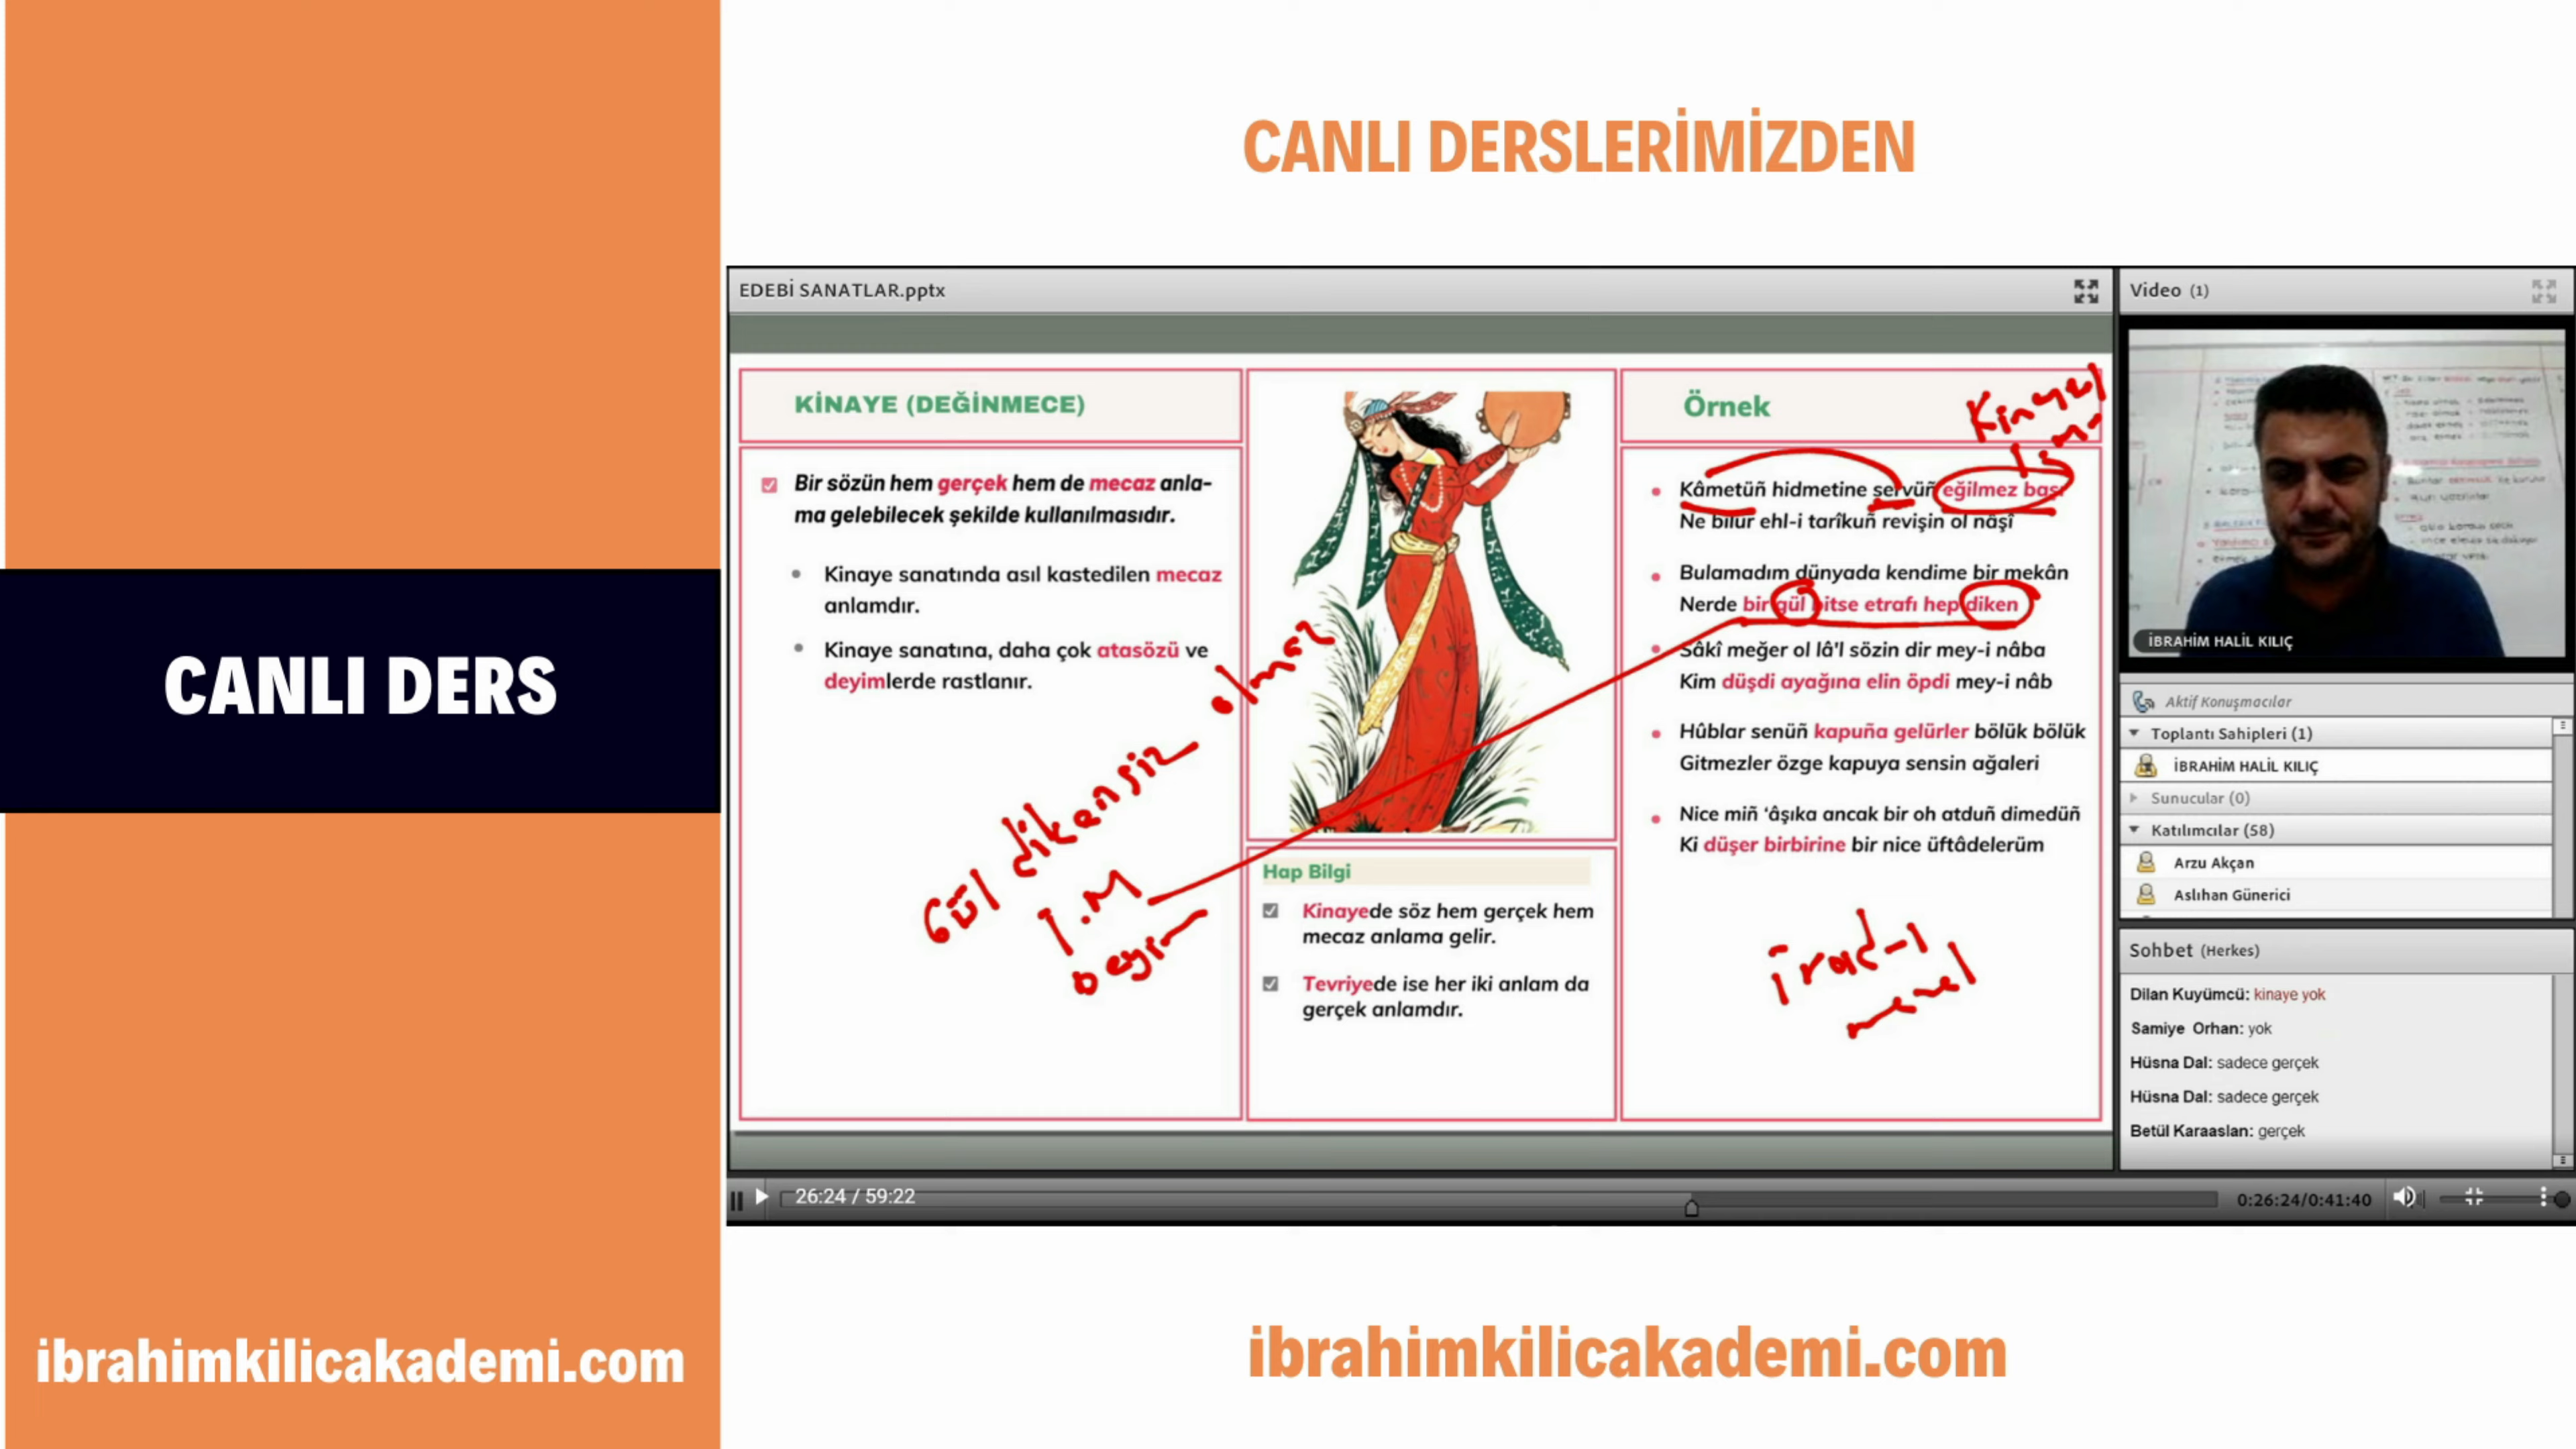 CANLI DERSLERİMİZDEN
CANLI DERS
ibrahimkilicakademi.com
EDEBİ SANATLAR.pptx
KİNAYE (DEĞİNMECE)
Bir sözün hem gerçek hem de mecaz anla-
ma gelebilecek şekilde kullanılmasıdır.
Kinaye sanatında asıl kastedilen mecaz
anlamdır.
Kinaye sanatına, daha çok atasözü ve
deyimlerde rastlanır.
Gül dikensiz olmaz
İ.M
Beyin
Hap Bilgi
Kinayede söz hem gerçek hem
mecaz anlama gelir.
Tevriyede ise her iki anlam da
gerçek anlamdır.
Örnek
Kinaye
Kâmetüñ hidmetine servüñ eğilmez başı
Ne bilür ehl-i tarîkuñ revişin ol nâşî
Bulamadım dünyada kendime bir mekân
Nerde bir gül bitse etrafı hep diken
Sâkî meğer ol lâ'l sözin dir mey-i nâba
Kim düşdi ayağına elin öpdi mey-i nâb
Hûblar senüñ kapuña gelürler bölük bölük
Gitmezler özge kapuya sensin ağaleri
Nice miñ ‘âşıka ancak bir oh atduñ dimedüñ
Ki düşer birbirine bir nice üftâdelerüm
İrad-ı
mesel
26:24 / 59:22
0:26:24/0:41:40
Video (1)
İBRAHİM HALİL KILIÇ
Aktif Konuşmacılar
Toplantı Sahipleri (1)
İBRAHİM HALİL KILIÇ
Sunucular (0)
Katılımcılar (58)
Arzu Akçan
Aslıhan Günerici
Sohbet (Herkes)
Dilan Kuyümcü: kinaye yok
Samiye Orhan: yok
Hüsna Dal: sadece gerçek
Hüsna Dal: sadece gerçek
Betül Karaaslan: gerçek
ibrahimkilicakademi.com